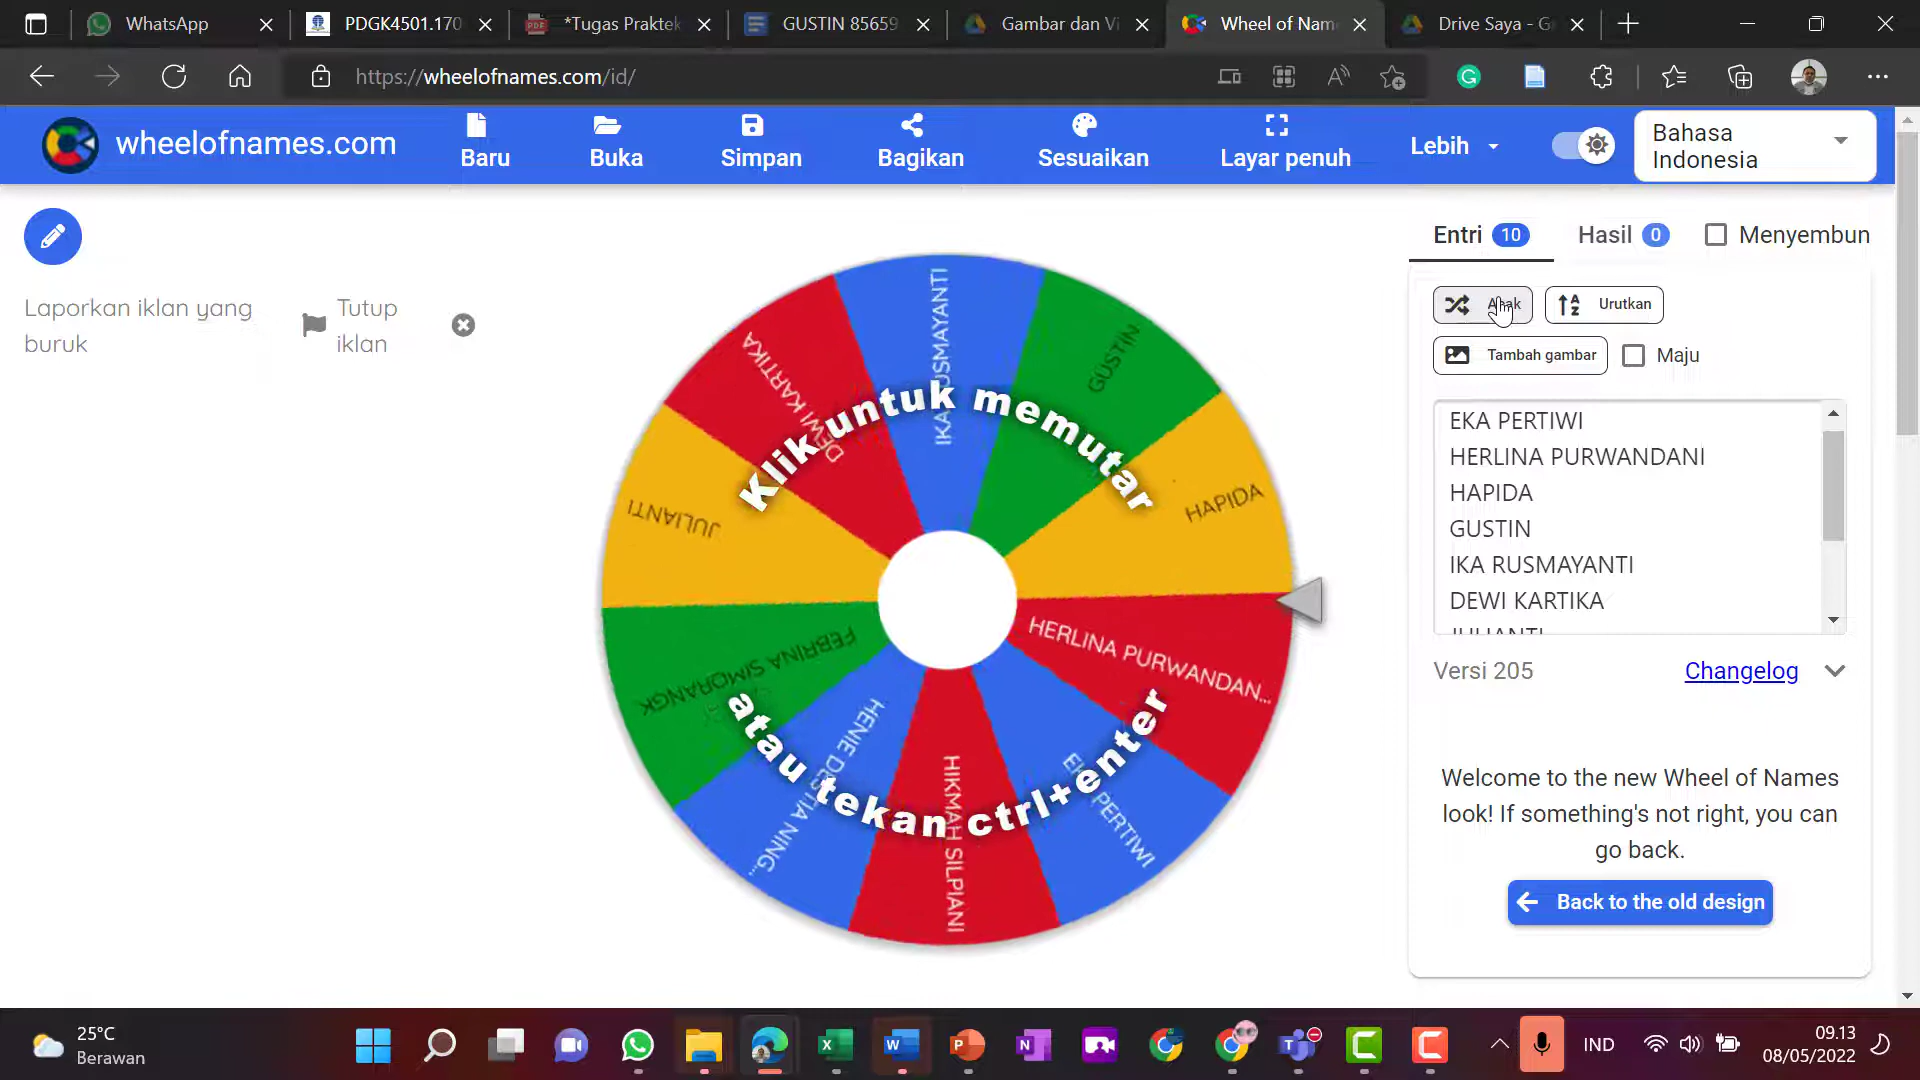 WhatsApp
PDGK4501.170
*Tugas Praktek
GUSTIN 85659
Gambar dan Vi
Wheel of Nam
Drive Saya - G
https://wheelofnames.com/id/
wheelofnames.com
Baru
Buka
Simpan
Bagikan
Sesuaikan
Layar penuh
Lebih
Bahasa
Indonesia
Laporkan iklan yang
buruk
Tutup
iklan
Klik untuk memutar
atau tekan ctrl+enter
IKA RUSMAYANTI
GUSTIN
HAPIDA
HERLINA PURWANDAN...
EKA PERTIWI
HIKMAH SILPIANI
HENIE DESTIA NING...
FEBRINA SIMORANGK
JULIANTI
DEWI KARTIKA
Entri 10
Hasil 0
Menyembun
Acak
Urutkan
Tambah gambar
Maju
EKA PERTIWI
HERLINA PURWANDANI
HAPIDA
GUSTIN
IKA RUSMAYANTI
DEWI KARTIKA
JULIANTI
Versi 205
Changelog
Welcome to the new Wheel of Names
look! If something's not right, you can
go back.
Back to the old design
25°C
Berawan
IND
09.13
08/05/2022